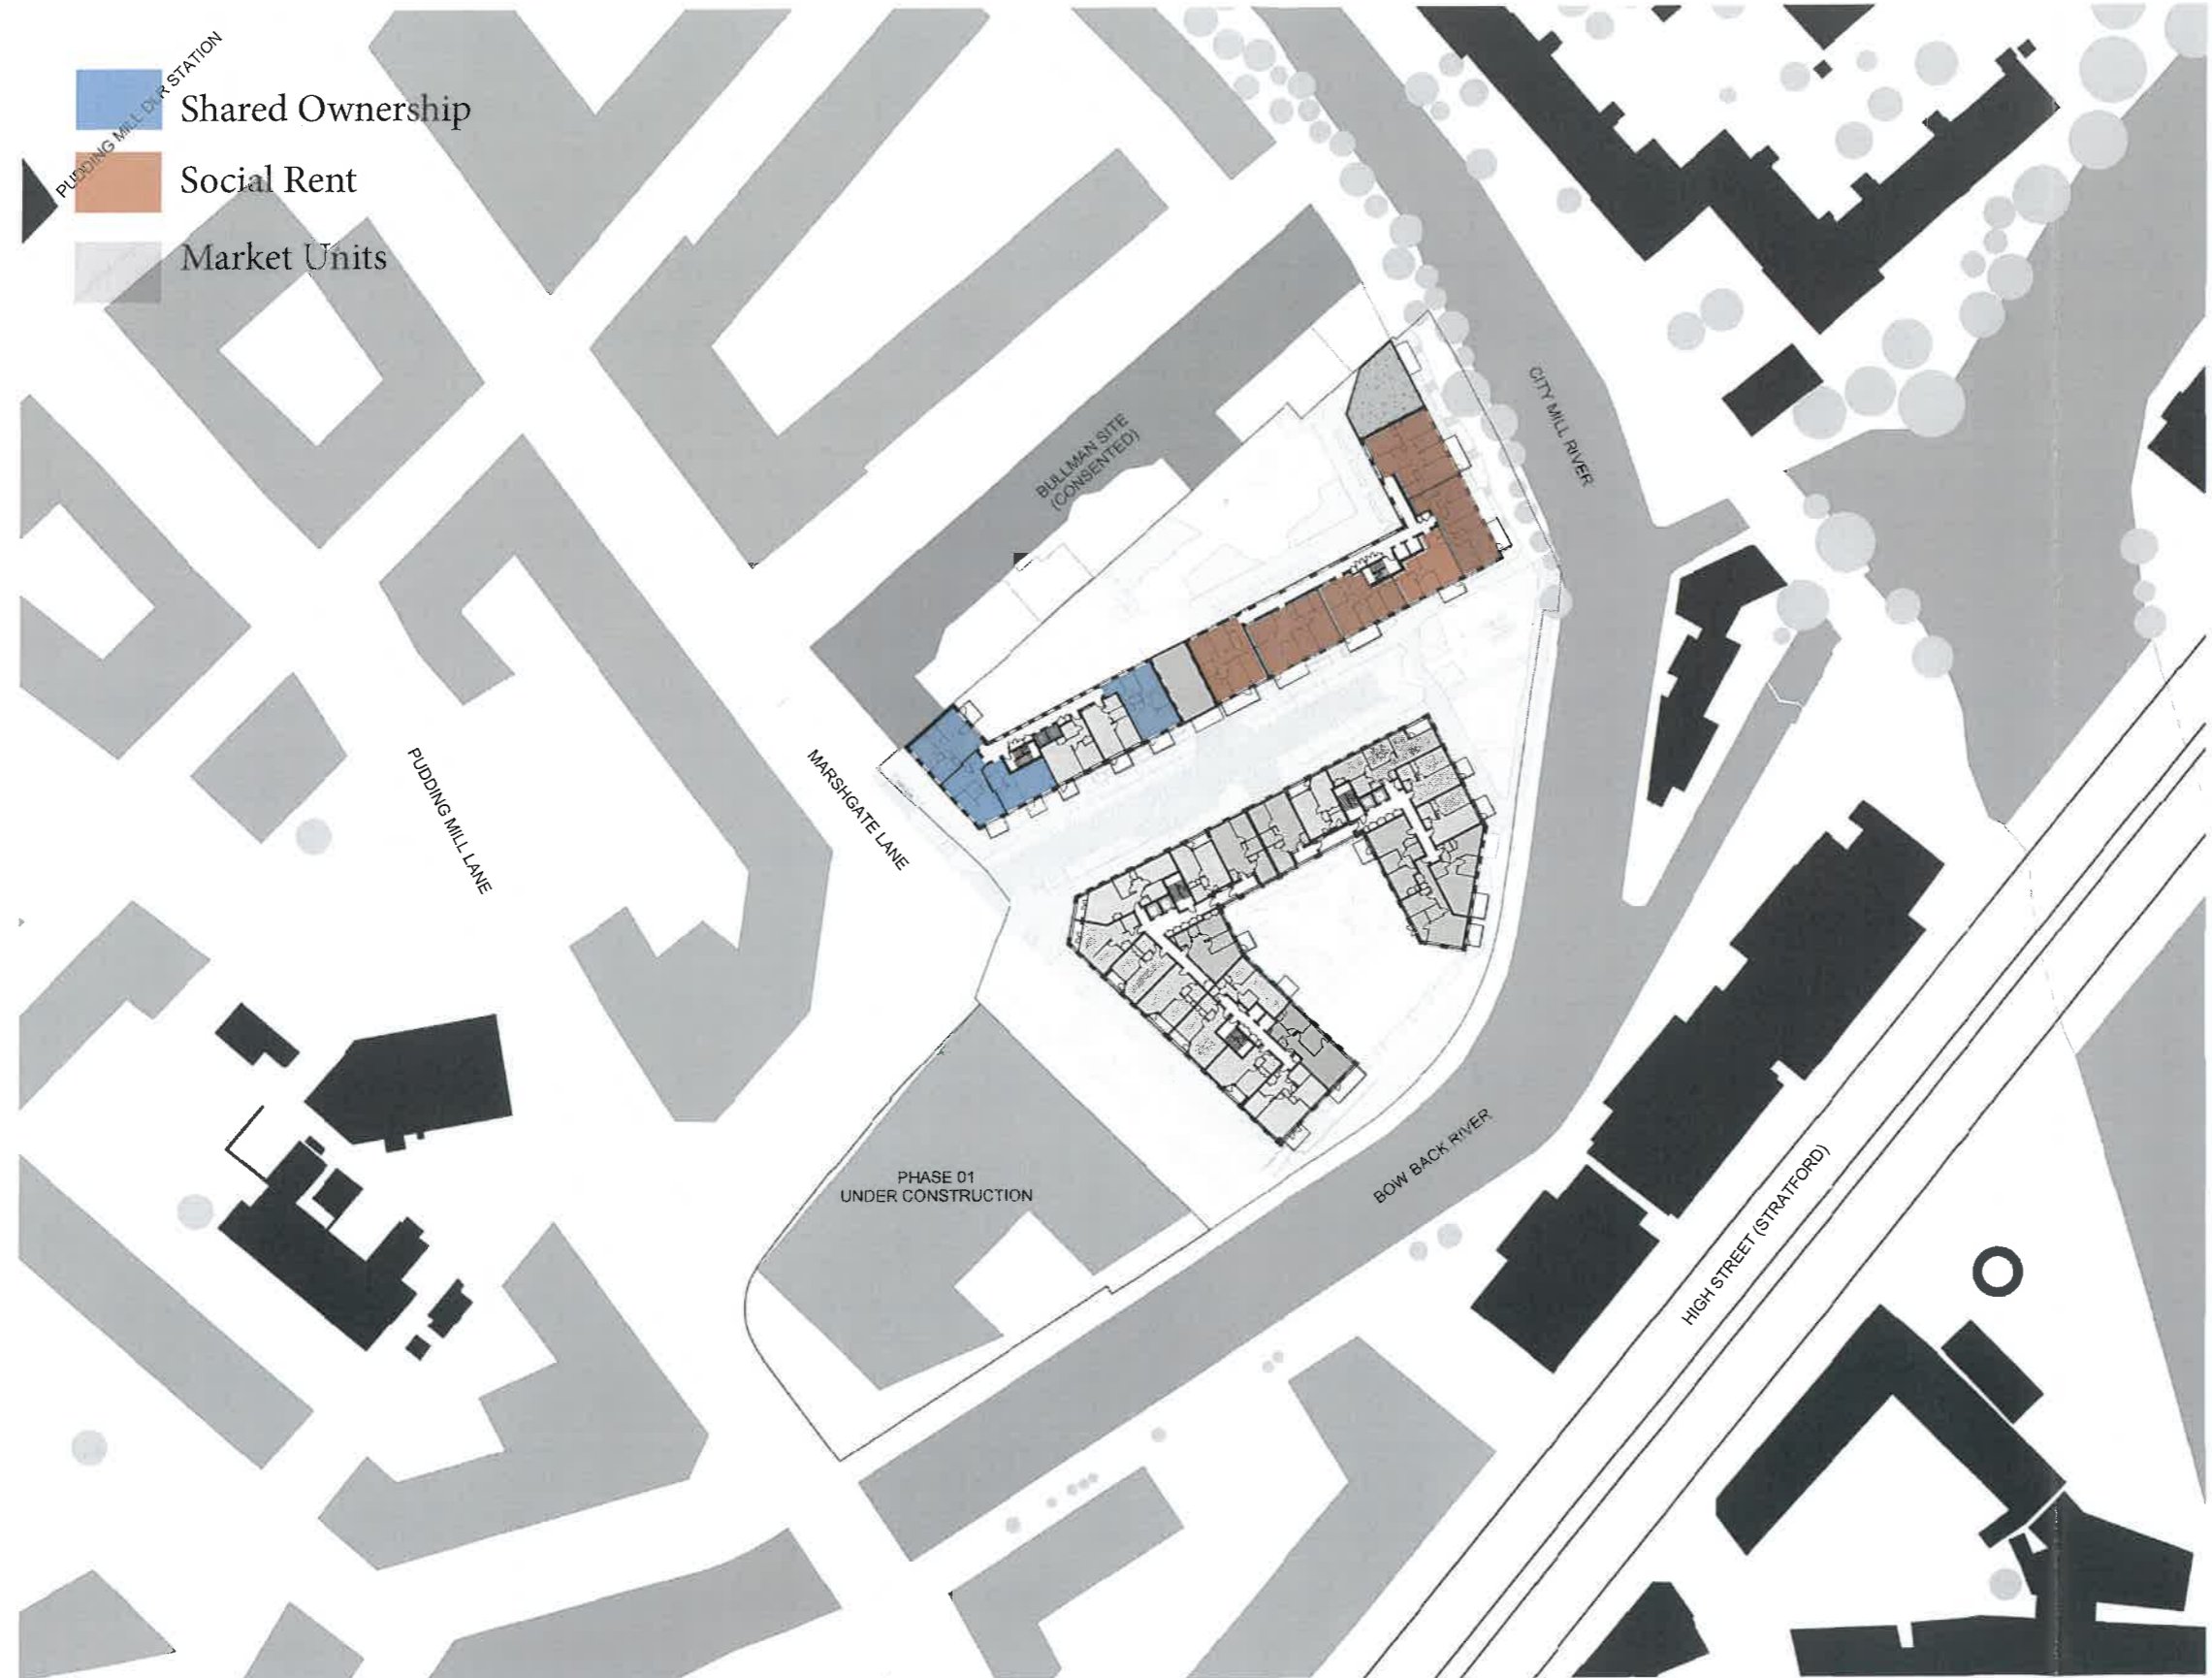 PUDDING MILL DLR STATION
Shared Ownership
Social Rent
Market Units
CITY MILL RIVER
BULLMAN SITE
(CONSENTED)
MARSHGATE LANE
PUDDING MILL LANE
PHASE 01
UNDER CONSTRUCTION
BOW BACK RIVER
HIGH STREET (STRATFORD)